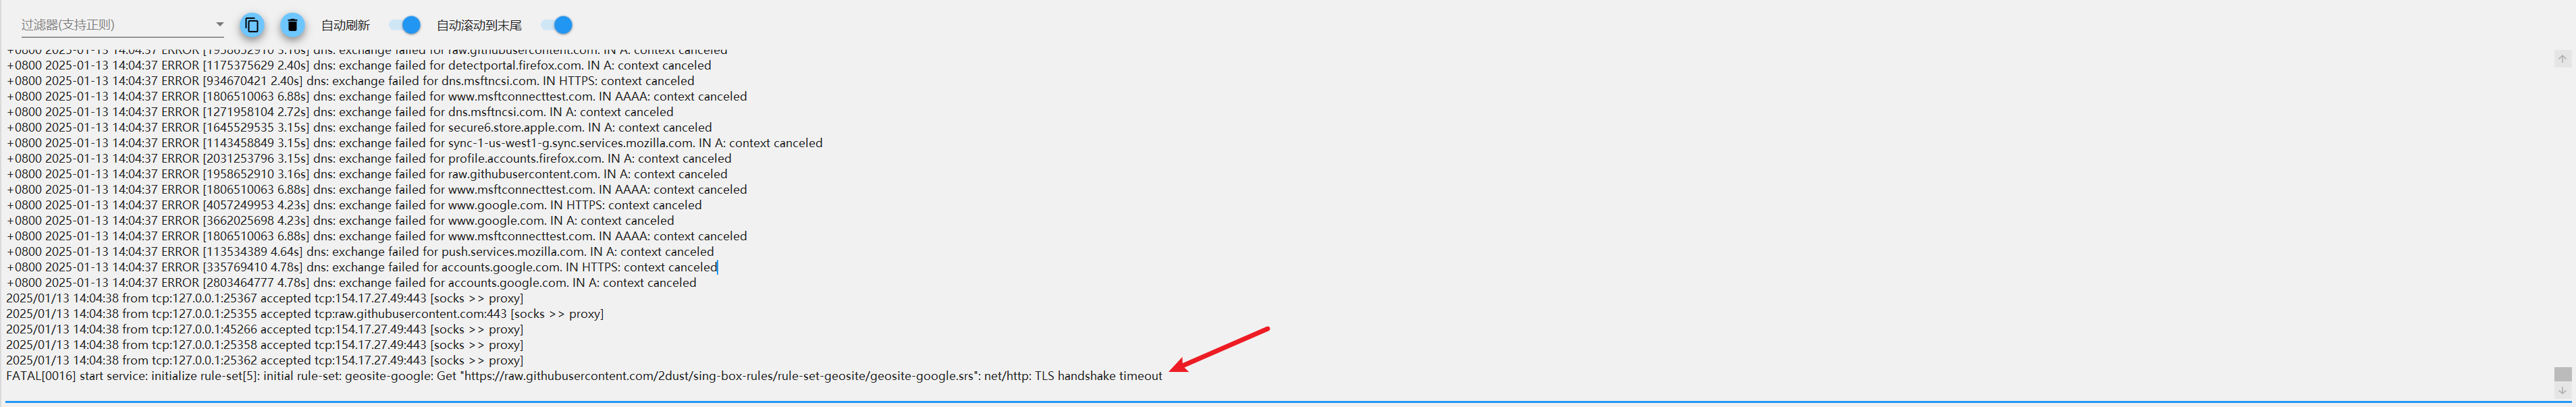 过滤器(支持正则) 自动刷新 自动滚动到末尾
+0800 2025-01-13 14:04:37 ERROR [1958652910 3.16s] dns: exchange failed for raw.githubusercontent.com. IN A: context canceled
+0800 2025-01-13 14:04:37 ERROR [1175375629 2.40s] dns: exchange failed for detectportal.firefox.com. IN A: context canceled
+0800 2025-01-13 14:04:37 ERROR [934670421 2.40s] dns: exchange failed for dns.msftncsi.com. IN HTTPS: context canceled
+0800 2025-01-13 14:04:37 ERROR [1806510063 6.88s] dns: exchange failed for www.msftconnecttest.com. IN AAAA: context canceled
+0800 2025-01-13 14:04:37 ERROR [1271958104 2.72s] dns: exchange failed for dns.msftncsi.com. IN A: context canceled
+0800 2025-01-13 14:04:37 ERROR [1645529535 3.15s] dns: exchange failed for secure6.store.apple.com. IN A: context canceled
+0800 2025-01-13 14:04:37 ERROR [1143458849 3.15s] dns: exchange failed for sync-1-us-west1-g.sync.services.mozilla.com. IN A: context canceled
+0800 2025-01-13 14:04:37 ERROR [2031253796 3.15s] dns: exchange failed for profile.accounts.firefox.com. IN A: context canceled
+0800 2025-01-13 14:04:37 ERROR [1958652910 3.16s] dns: exchange failed for raw.githubusercontent.com. IN A: context canceled
+0800 2025-01-13 14:04:37 ERROR [1806510063 6.88s] dns: exchange failed for www.msftconnecttest.com. IN AAAA: context canceled
+0800 2025-01-13 14:04:37 ERROR [4057249953 4.23s] dns: exchange failed for www.google.com. IN HTTPS: context canceled
+0800 2025-01-13 14:04:37 ERROR [3662025698 4.23s] dns: exchange failed for www.google.com. IN A: context canceled
+0800 2025-01-13 14:04:37 ERROR [1806510063 6.88s] dns: exchange failed for www.msftconnecttest.com. IN AAAA: context canceled
+0800 2025-01-13 14:04:37 ERROR [113534389 4.64s] dns: exchange failed for push.services.mozilla.com. IN A: context canceled
+0800 2025-01-13 14:04:37 ERROR [335769410 4.78s] dns: exchange failed for accounts.google.com. IN HTTPS: context canceled
+0800 2025-01-13 14:04:37 ERROR [2803464777 4.78s] dns: exchange failed for accounts.google.com. IN A: context canceled
2025/01/13 14:04:38 from tcp:127.0.0.1:25367 accepted tcp:154.17.27.49:443 [socks >> proxy]
2025/01/13 14:04:38 from tcp:127.0.0.1:25355 accepted tcp:raw.githubusercontent.com:443 [socks >> proxy]
2025/01/13 14:04:38 from tcp:127.0.0.1:45266 accepted tcp:154.17.27.49:443 [socks >> proxy]
2025/01/13 14:04:38 from tcp:127.0.0.1:25358 accepted tcp:154.17.27.49:443 [socks >> proxy]
2025/01/13 14:04:38 from tcp:127.0.0.1:25362 accepted tcp:154.17.27.49:443 [socks >> proxy]
FATAL[0016] start service: initialize rule-set[5]: initial rule-set: geosite-google: Get "https://raw.githubusercontent.com/2dust/sing-box-rules/rule-set-geosite/geosite-google.srs": net/http: TLS handshake timeout